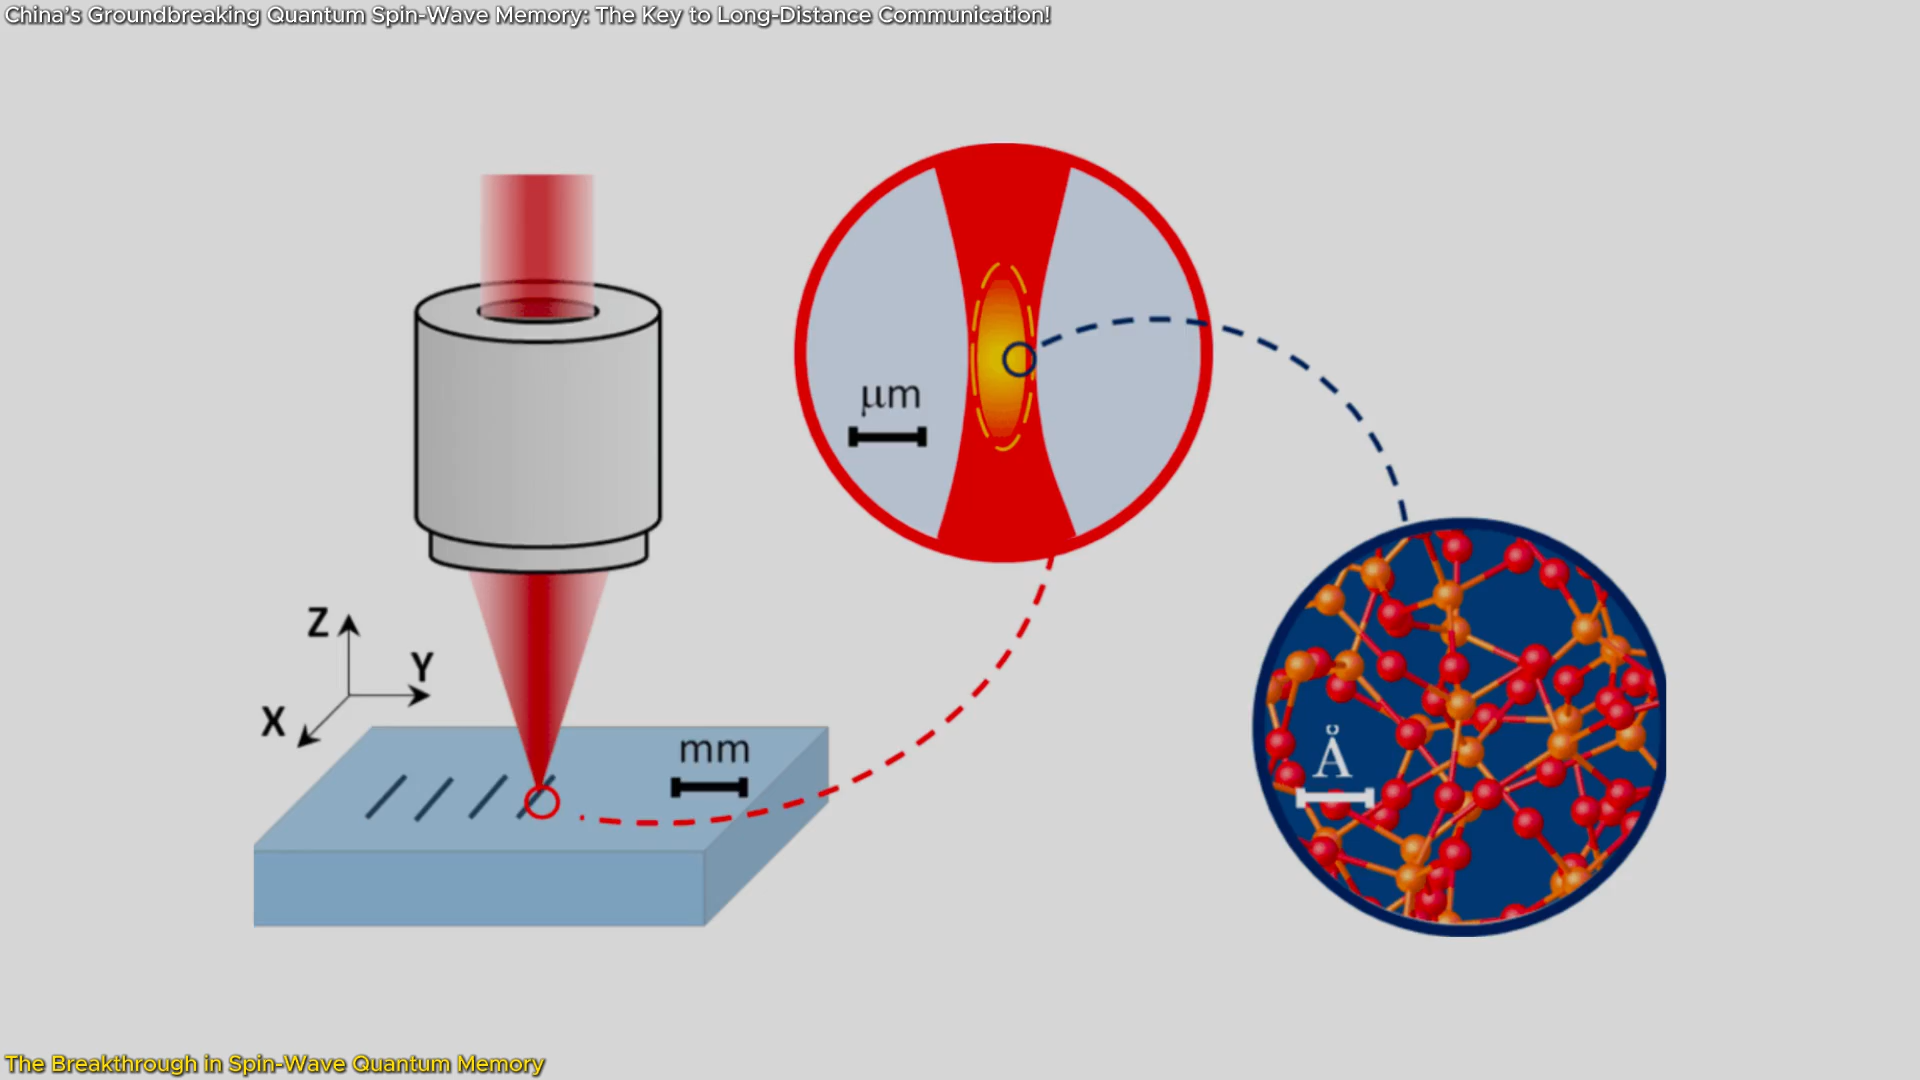 China's Groundbreaking Quantum Spin-Wave Memory: The Key to Long-Distance Communication!
μm
Z
Y
X
mm
Å
The Breakthrough in Spin-Wave Quantum Memory